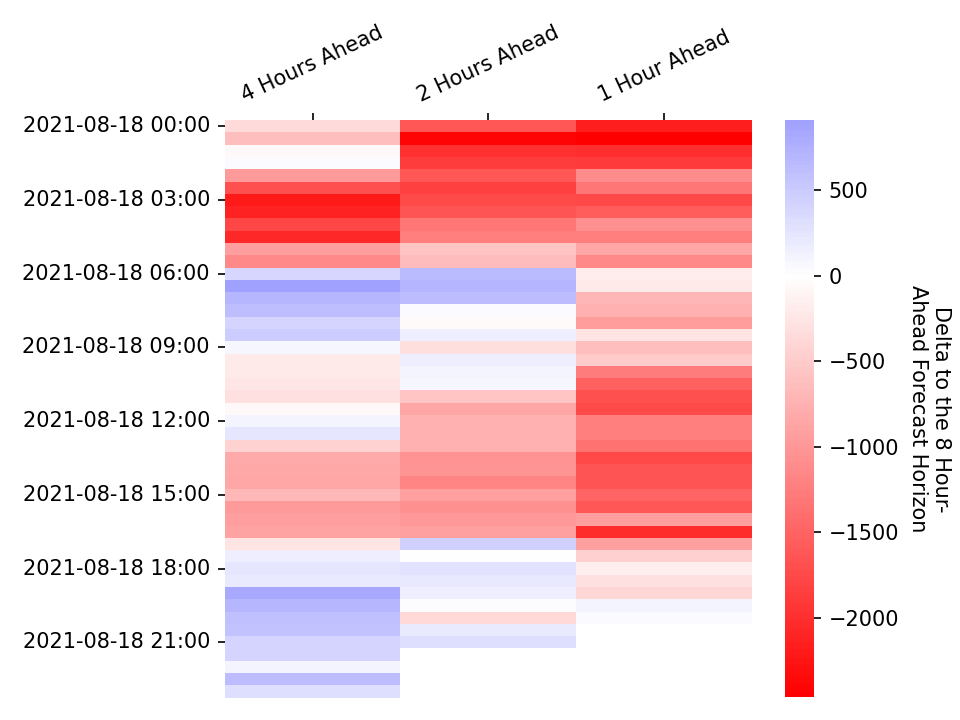 4 Hours Ahead
2 Hours Ahead
1 Hour Ahead
2021-08-18 00:00
2021-08-18 03:00
2021-08-18 06:00
2021-08-18 09:00
2021-08-18 12:00
2021-08-18 15:00
2021-08-18 18:00
2021-08-18 21:00
500
0
−500
−1000
−1500
−2000
Delta to the 8 Hour-
Ahead Forecast Horizon